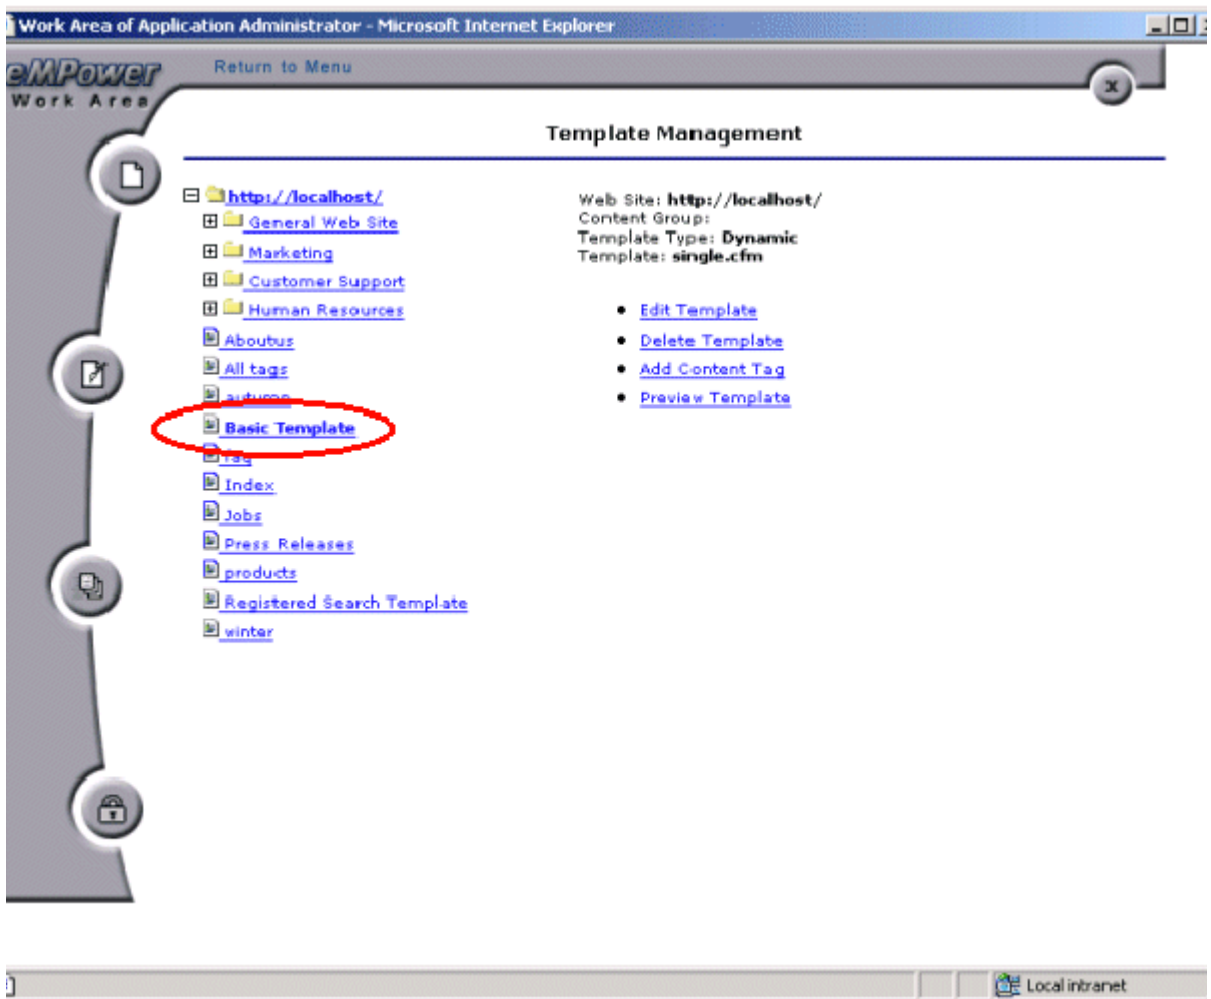 Work Area of Application Administrator - Microsoft Internet Explorer
eMPower
Return to Menu
Work Area
x
Template Management
http://localhost/
General Web Site
Marketing
Customer Support
Human Resources
Aboutus
All tags
autumn
Basic Template
faq
Index
Jobs
Press Releases
products
Registered Search Template
winter
Web Site: http://localhost/
Content Group:
Template Type: Dynamic
Template: single.cfm
• Edit Template
• Delete Template
• Add Content Tag
• Preview Template
Local intranet